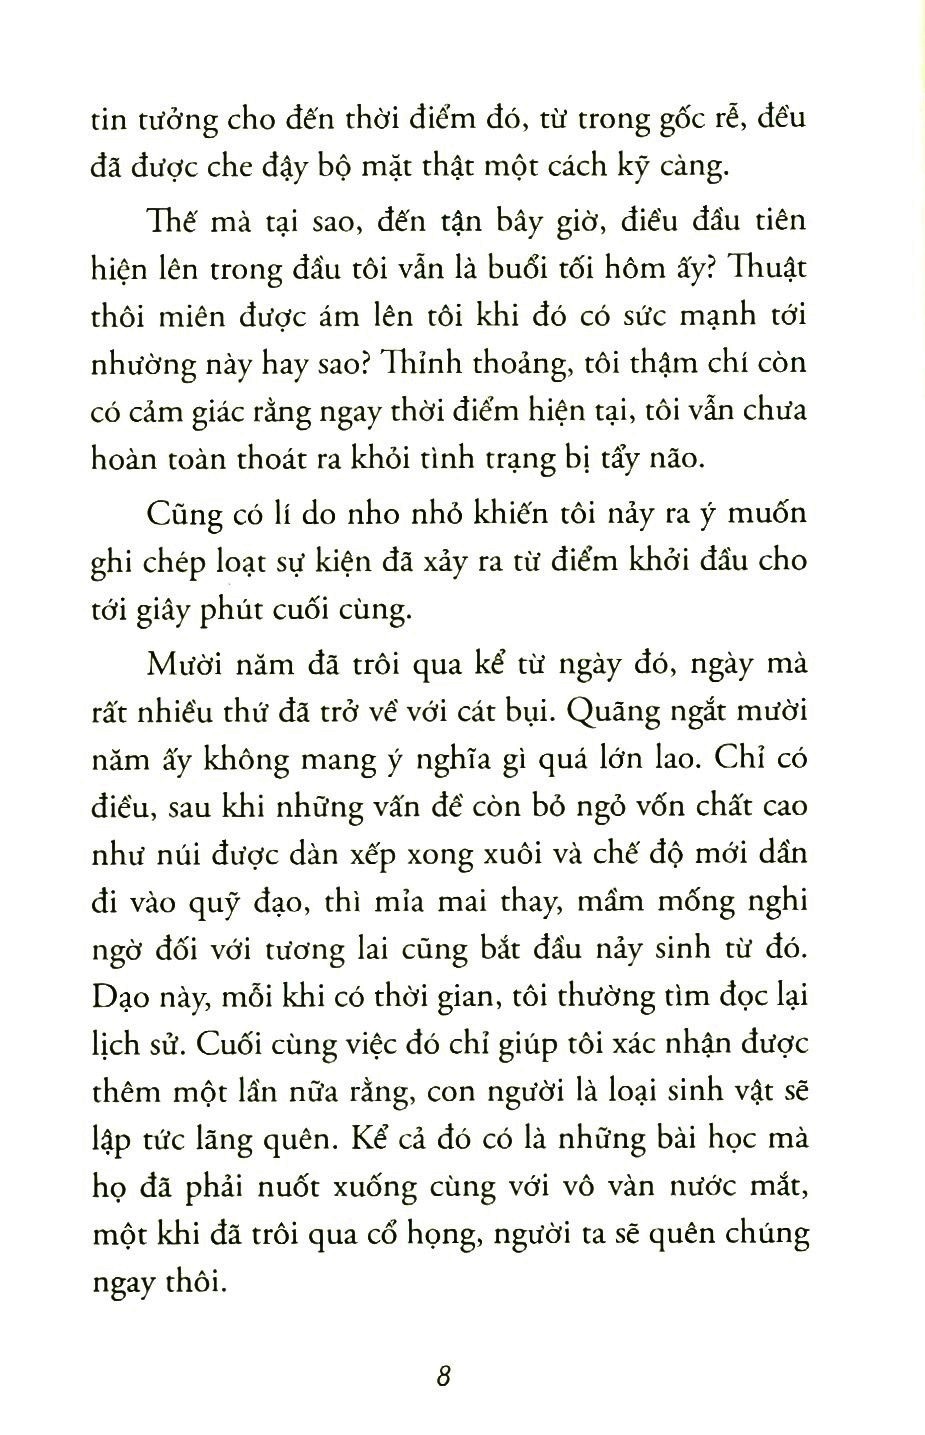 tin tưởng cho đến thời điểm đó, từ trong gốc rễ, đều
đã được che đậy bộ mặt thật một cách kỹ càng.
Thế mà tại sao, đến tận bây giờ, điều đầu tiên
hiện lên trong đầu tôi vẫn là buổi tối hôm ấy? Thuật
thôi miên được ám lên tôi khi đó có sức mạnh tới
nhường này hay sao? Thỉnh thoảng, tôi thậm chí còn
có cảm giác rằng ngay thời điểm hiện tại, tôi vẫn chưa
hoàn toàn thoát ra khỏi tình trạng bị tẩy não.
Cũng có lí do nho nhỏ khiến tôi nảy ra ý muốn
ghi chép loạt sự kiện đã xảy ra từ điểm khởi đầu cho
tới giây phút cuối cùng.
Mười năm đã trôi qua kể từ ngày đó, ngày mà
rất nhiều thứ đã trở về với cát bụi. Quãng ngắt mười
năm ấy không mang ý nghĩa gì quá lớn lao. Chỉ có
điều, sau khi những vấn đề còn bỏ ngỏ vốn chất cao
như núi được dàn xếp xong xuôi và chế độ mới dần
đi vào quỹ đạo, thì mỉa mai thay, mầm mống nghi
ngờ đối với tương lai cũng bắt đầu nảy sinh từ đó.
Dạo này, mỗi khi có thời gian, tôi thường tìm đọc lại
lịch sử. Cuối cùng việc đó chỉ giúp tôi xác nhận được
thêm một lần nữa rằng, con người là loại sinh vật sẽ
lập tức lãng quên. Kể cả đó có là những bài học mà
họ đã phải nuốt xuống cùng với vô vàn nước mắt,
một khi đã trôi qua cổ họng, người ta sẽ quên chúng
ngay thôi.
8